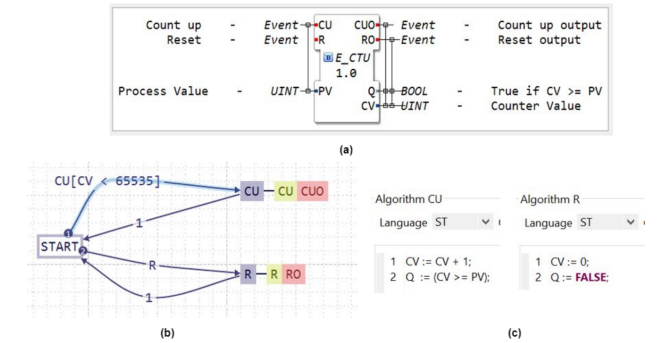 Count up - Event CU CUO Event - Count up output
Reset - Event R RO Event - Reset output
B E_CTU
1.0
Process Value - UINT PV Q BOOL - True if CV >= PV
CV UINT - Counter Value
(a)
CU[CV < 65535]
CU CU CUO
1
1
START
2
R
R R RO
1
(b)
Algorithm CU
Language ST
1 CV := CV + 1;
2 Q := (CV >= PV);
Algorithm R
Language ST
1 CV := 0;
2 Q := FALSE;
(c)